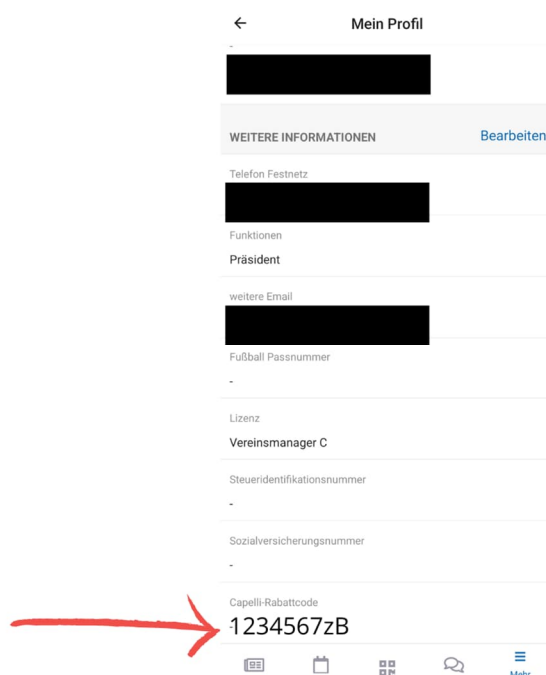 Mein Profil
-
WEITERE INFORMATIONEN
Bearbeiten
Telefon Festnetz
Funktionen
Präsident
weitere Email
Fußball Passnummer
-
Lizenz
Vereinsmanager C
Steueridentifikationsnummer
-
Sozialversicherungsnummer
-
Capelli-Rabattcode
1234567zB
Mehr